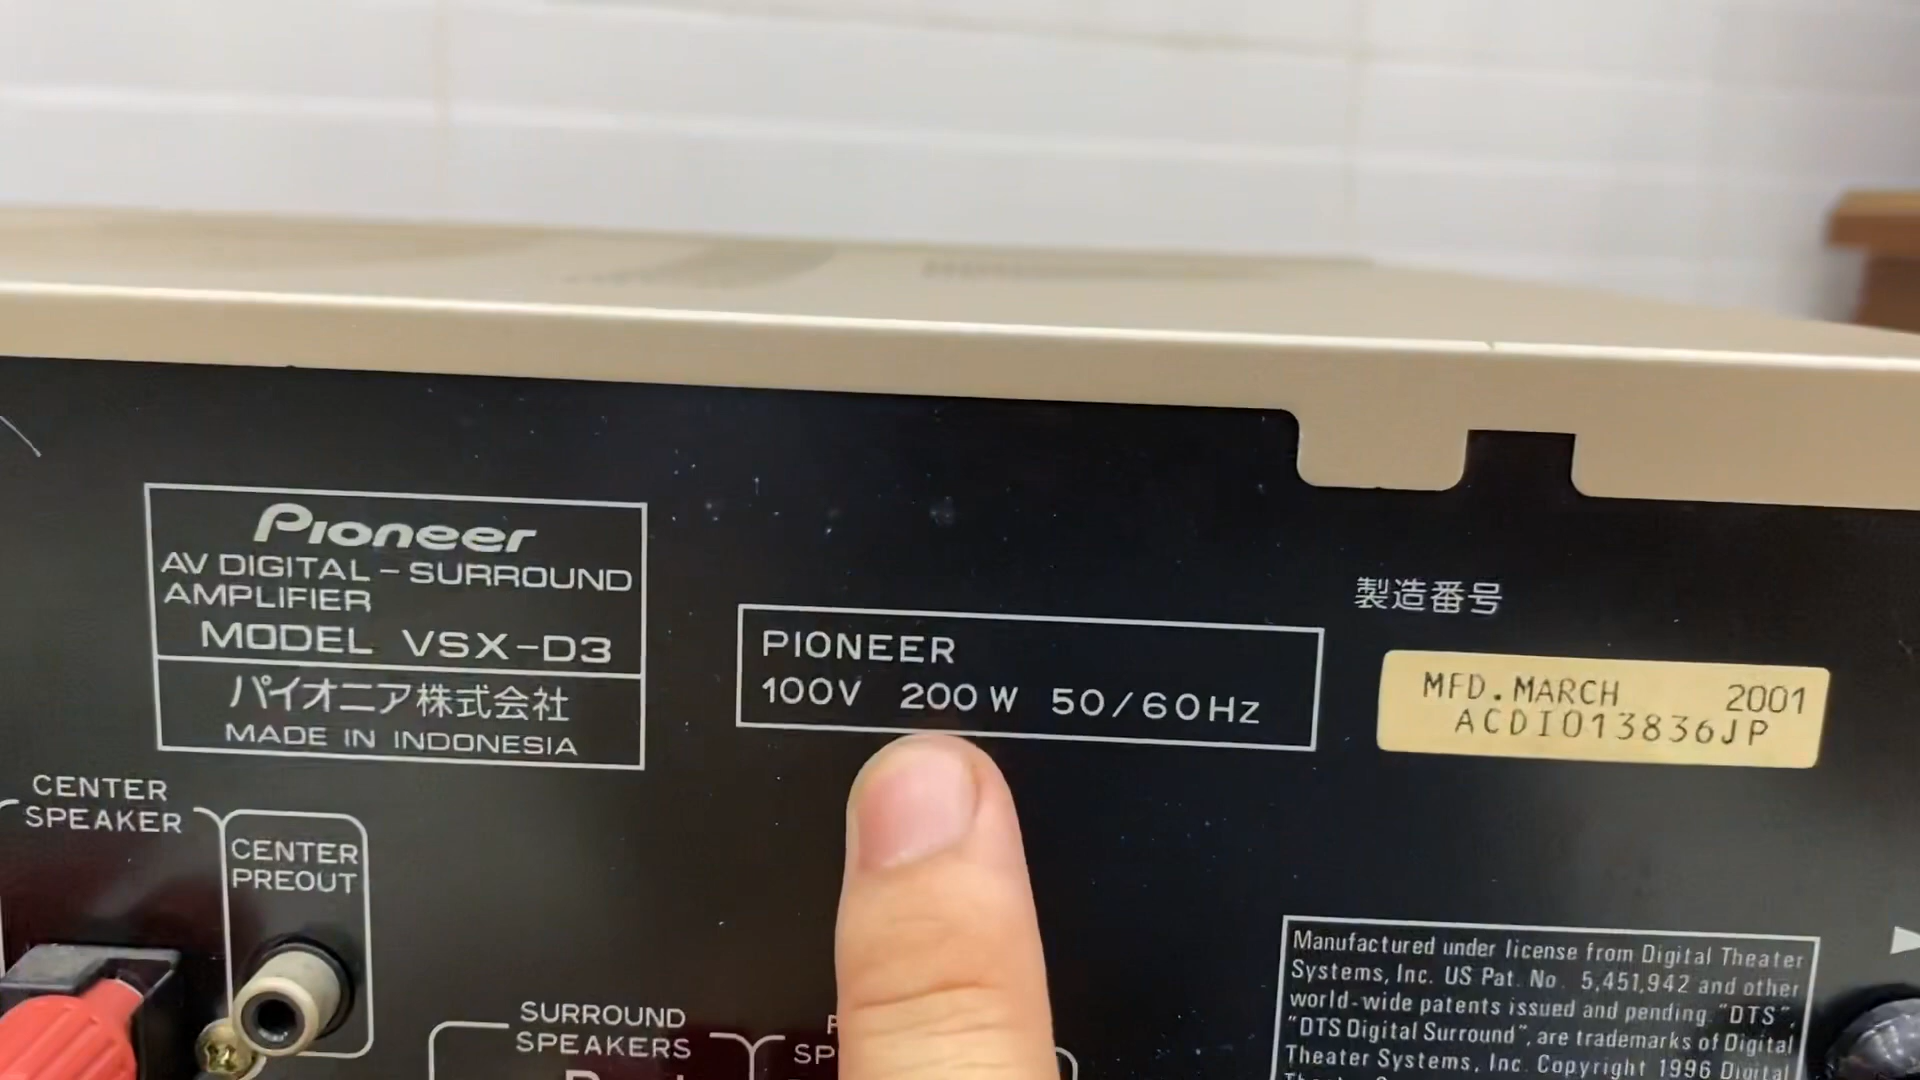 Pioneer
AV DIGITAL-SURROUND
AMPLIFIER
MODEL VSX-D3
パイオニア株式会社
MADE IN INDONESIA
PIONEER
100V 200W 50/60Hz
製造番号
MFD. MARCH 2001
ACDI013836JP
CENTER
SPEAKER
CENTER
PREOUT
SURROUND
SPEAKERS
Manufactured under license from Digital Theater
Systems, Inc. US Pat. No. 5,451,942 and other
world-wide patents issued and pending. "DTS",
"DTS Digital Surround", are trademarks of Digital
Theater Systems, Inc. Copyright 1996 Digital